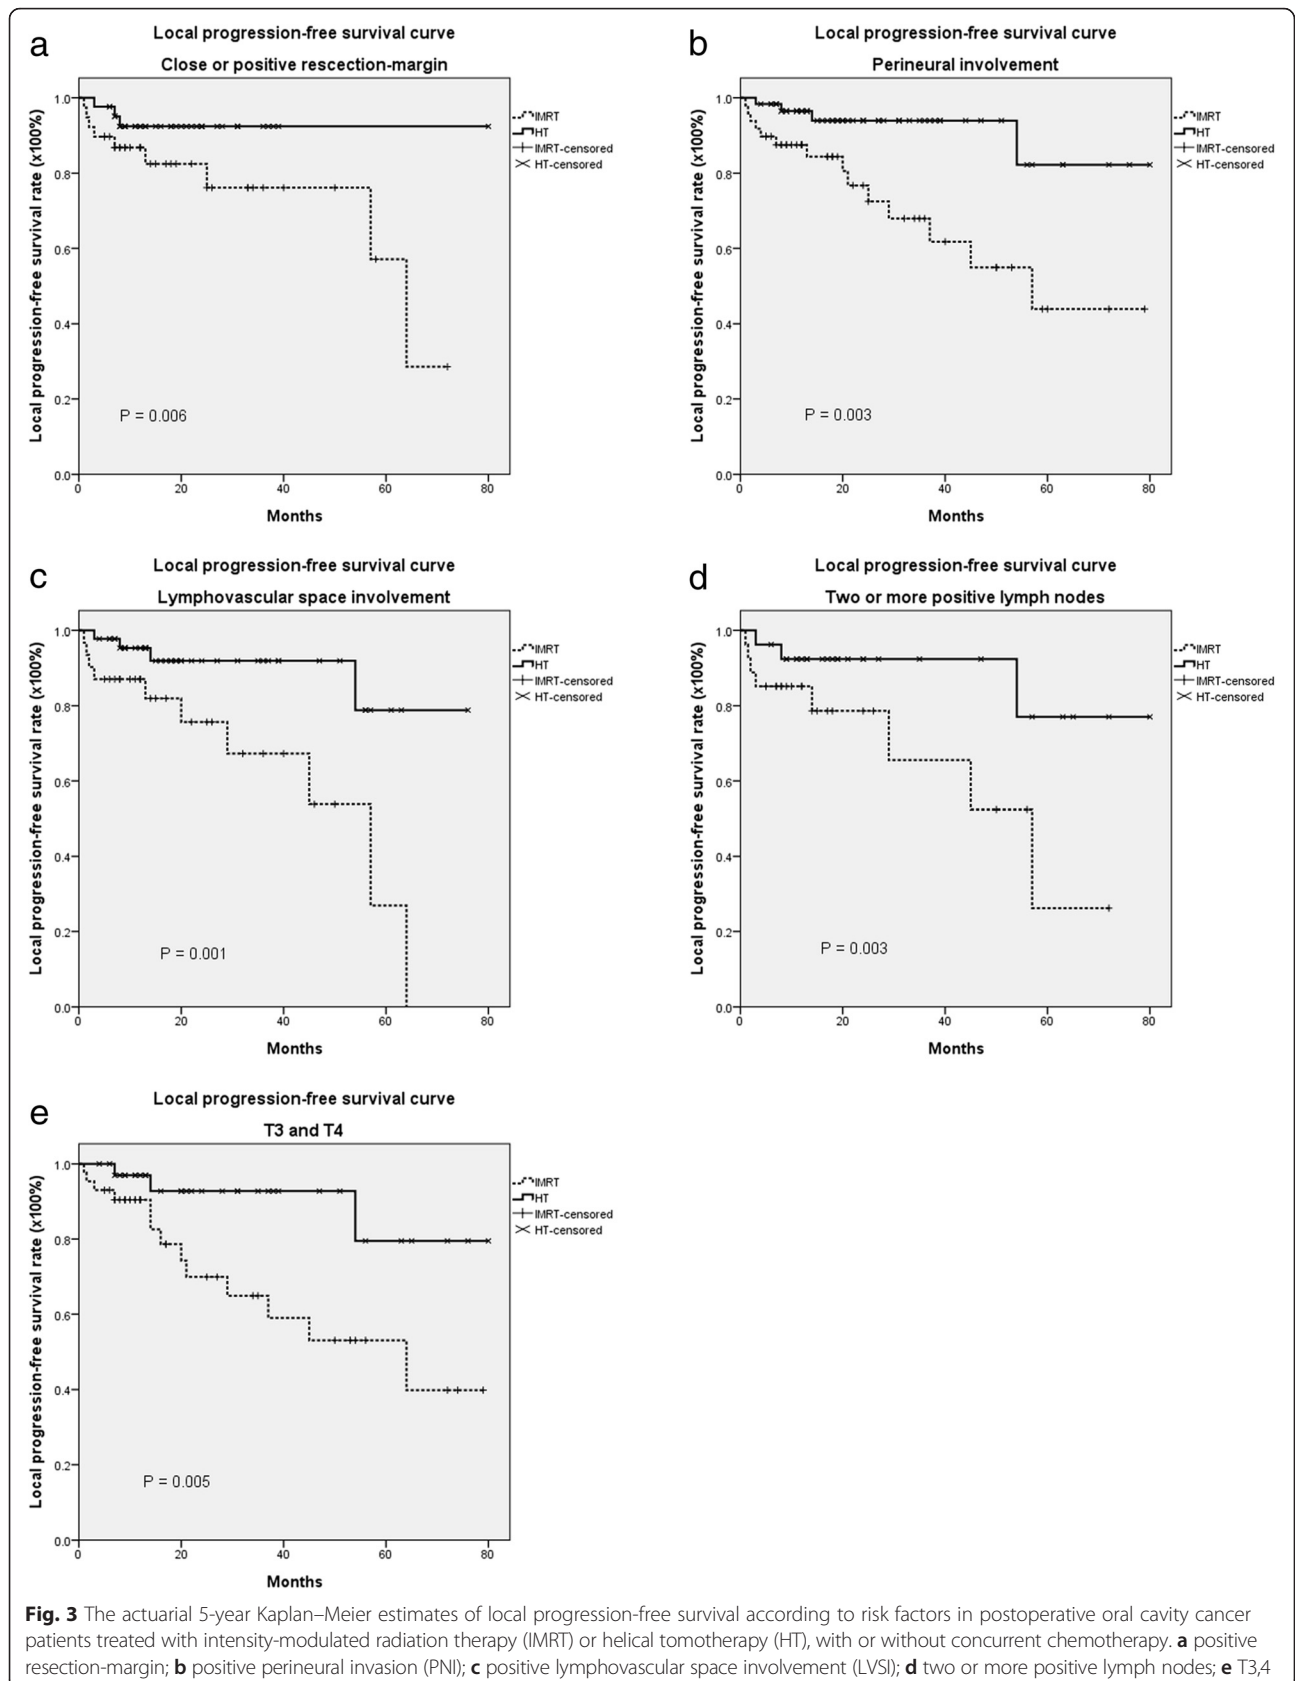 a
Local progression-free survival curve
Close or positive rescection-margin
Local progression-free survival rate (x100%)
1.0
0.8
0.6
0.4
0.2
0.0
0 20 40 60 80
Months
P = 0.006
IMRT
HT
IMRT-censored
HT-censored
b
Local progression-free survival curve
Perineural involvement
Local progression-free survival rate (x100%)
1.0
0.8
0.6
0.4
0.2
0.0
0 20 40 60 80
Months
P = 0.003
IMRT
HT
IMRT-censored
HT-censored
c
Local progression-free survival curve
Lymphovascular space involvement
Local progression-free survival rate (x100%)
1.0
0.8
0.6
0.4
0.2
0.0
0 20 40 60 80
Months
P = 0.001
IMRT
HT
IMRT-censored
HT-censored
d
Local progression-free survival curve
Two or more positive lymph nodes
Local progression-free survival rate (x100%)
1.0
0.8
0.6
0.4
0.2
0.0
0 20 40 60 80
Months
P = 0.003
IMRT
HT
IMRT-censored
HT-censored
e
Local progression-free survival curve
T3 and T4
Local progression-free survival rate (x100%)
1.0
0.8
0.6
0.4
0.2
0.0
0 20 40 60 80
Months
P = 0.005
IMRT
HT
IMRT-censored
HT-censored
Fig. 3 The actuarial 5-year Kaplan–Meier estimates of local progression-free survival according to risk factors in postoperative oral cavity cancer
patients treated with intensity-modulated radiation therapy (IMRT) or helical tomotherapy (HT), with or without concurrent chemotherapy. a positive
resection-margin; b positive perineural invasion (PNI); c positive lymphovascular space involvement (LVSI); d two or more positive lymph nodes; e T3,4